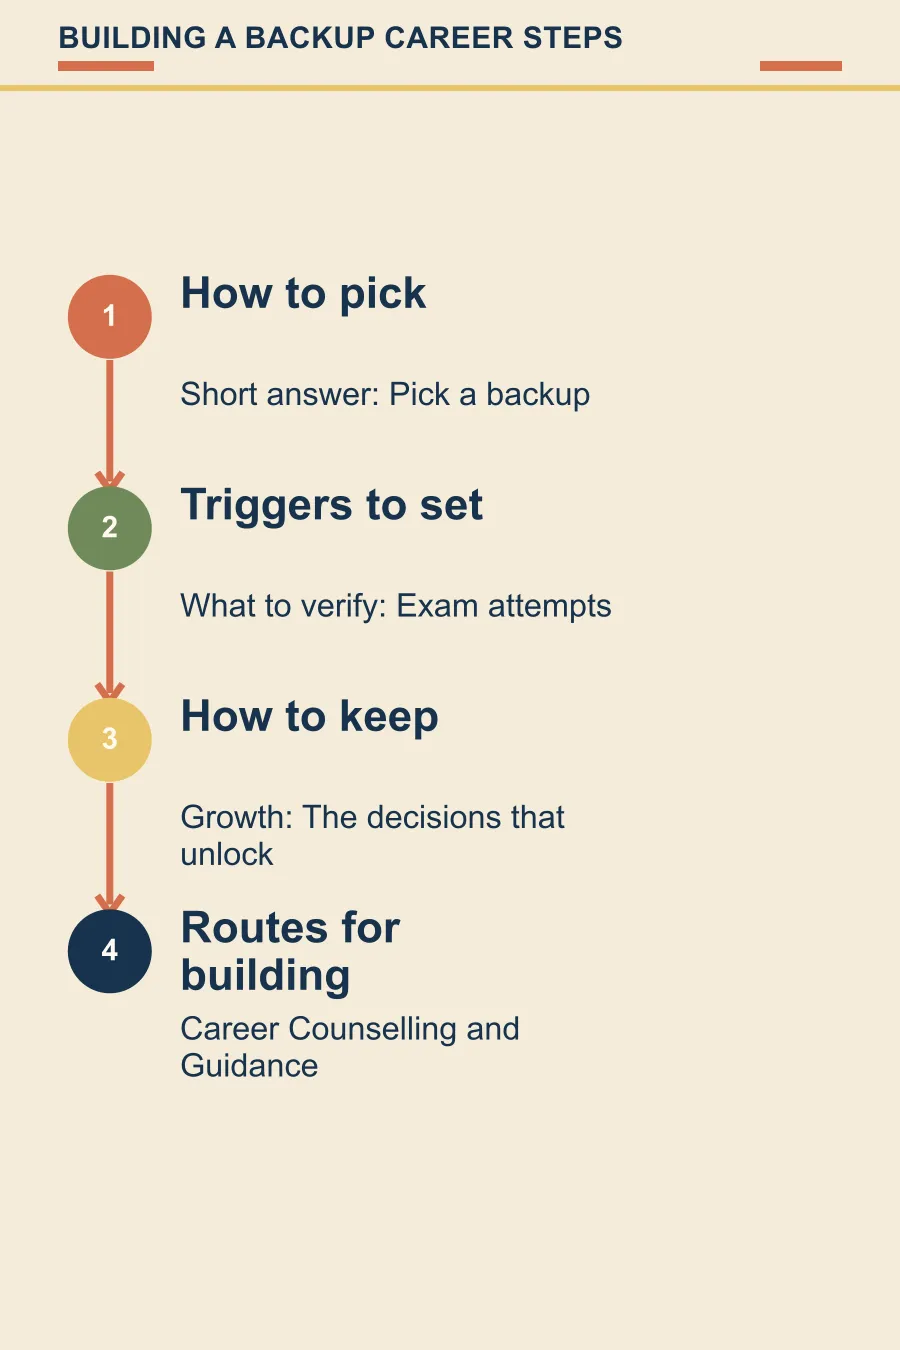 BUILDING A BACKUP CAREER STEPS
1
How to pick
Short answer: Pick a backup
2
Triggers to set
What to verify: Exam attempts
3
How to keep
Growth: The decisions that
unlock
4
Routes for
building
Career Counselling and
Guidance